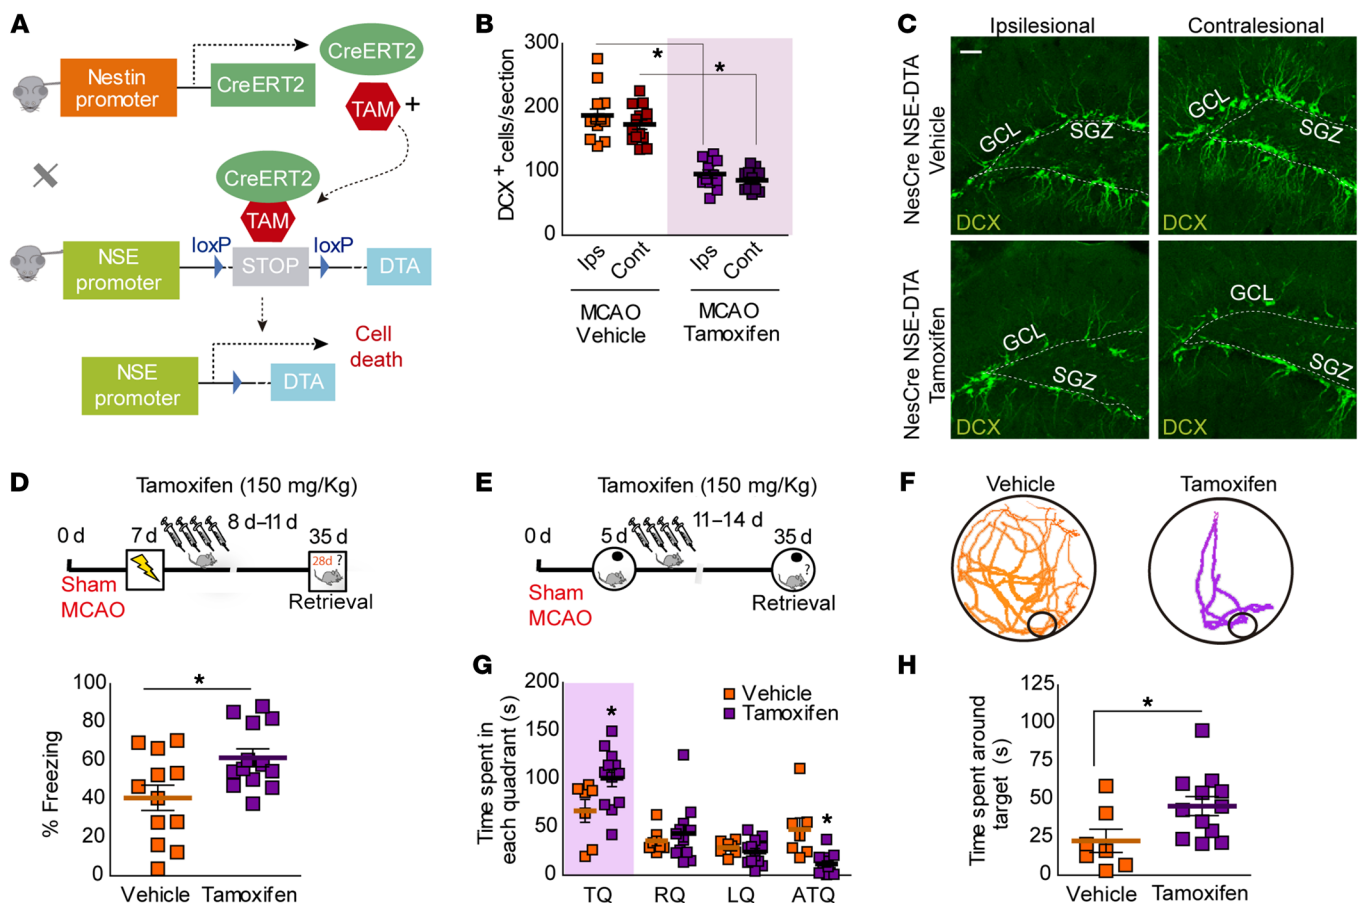 A
Nestin
promoter
CreERT2
CreERT2
TAM
+
CreERT2
TAM
loxP
loxP
NSE
promoter
STOP
DTA
Cell
death
NSE
promoter
DTA
B
DCX+ cells/section
300
200
100
0
*
*
Ips
Cont
Ips
Cont
MCAO
Vehicle
MCAO
Tamoxifen
C
Ipsilesional
Contralesional
NesCre NSE-DTA
Vehicle
GCL
SGZ
DCX
GCL
SGZ
DCX
NesCre NSE-DTA
Tamoxifen
GCL
SGZ
DCX
GCL
SGZ
DCX
D
Tamoxifen (150 mg/Kg)
0 d
7 d
8 d–11 d
35 d
28d ?
Sham
MCAO
Retrieval
% Freezing
100
80
60
40
20
0
*
Vehicle
Tamoxifen
E
Tamoxifen (150 mg/Kg)
0 d
5 d
11–14 d
35 d
?
Sham
MCAO
Retrieval
F
Vehicle
Tamoxifen
G
Time spent in
each quadrant (s)
200
150
100
50
0
Vehicle
Tamoxifen
*
*
TQ
RQ
LQ
ATQ
H
Time spent around
target (s)
125
100
75
50
25
0
*
Vehicle
Tamoxifen